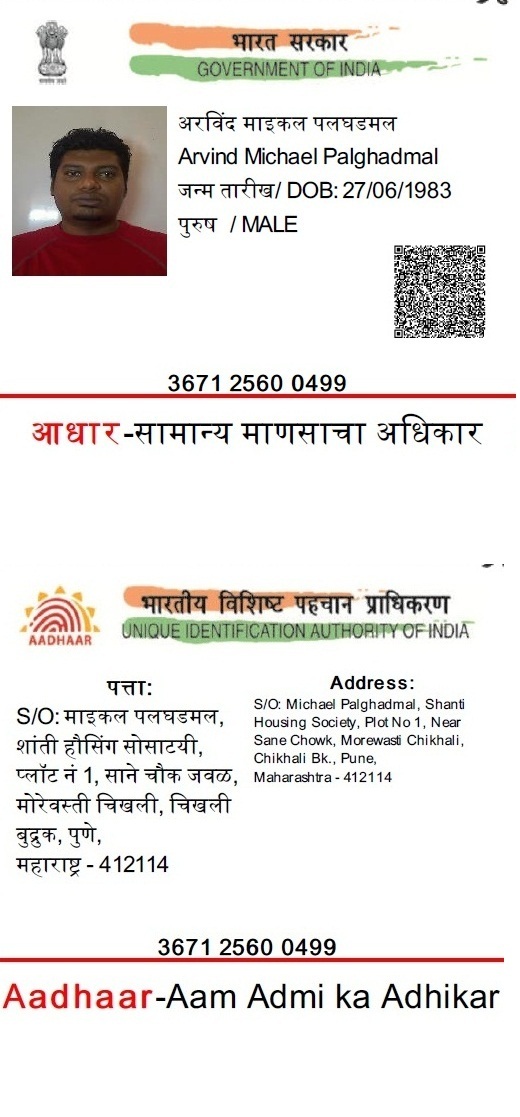 भारत सरकार
GOVERNMENT OF INDIA
अरविंद माइकल पलघडमल
Arvind Michael Palghadmal
जन्म तारीख/ DOB: 27/06/1983
पुरुष / MALE
3671 2560 0499
आधार-सामान्य माणसाचा अधिकार
भारतीय विशिष्ट पहचान प्राधिकरण
AADHAAR
UNIQUE IDENTIFICATION AUTHORITY OF INDIA
पत्ता:
S/O: माइकल पलघडमल,
शांती हौसिंग सोसाटयी,
प्लॉट नं 1, साने चौक जवळ,
मोरेवस्ती चिखली, चिखली
बुद्रुक, पुणे,
महाराष्ट्र - 412114
Address:
S/O: Michael Palghadmal, Shanti
Housing Society, Plot No 1, Near
Sane Chowk, Morewasti Chikhali,
Chikhali Bk., Pune,
Maharashtra - 412114
3671 2560 0499
Aadhaar-Aam Admi ka Adhikar